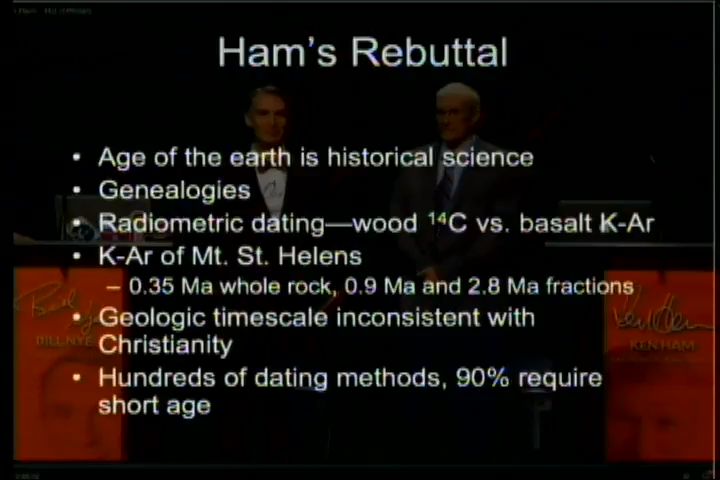 Ham's Rebuttal
• Age of the earth is historical science
• Genealogies
• Radiometric dating—wood ¹⁴C vs. basalt K-Ar
• K-Ar of Mt. St. Helens
– 0.35 Ma whole rock, 0.9 Ma and 2.8 Ma fractions
• Geologic timescale inconsistent with
Christianity
• Hundreds of dating methods, 90% require
short age
BILL NYE
KEN HAM